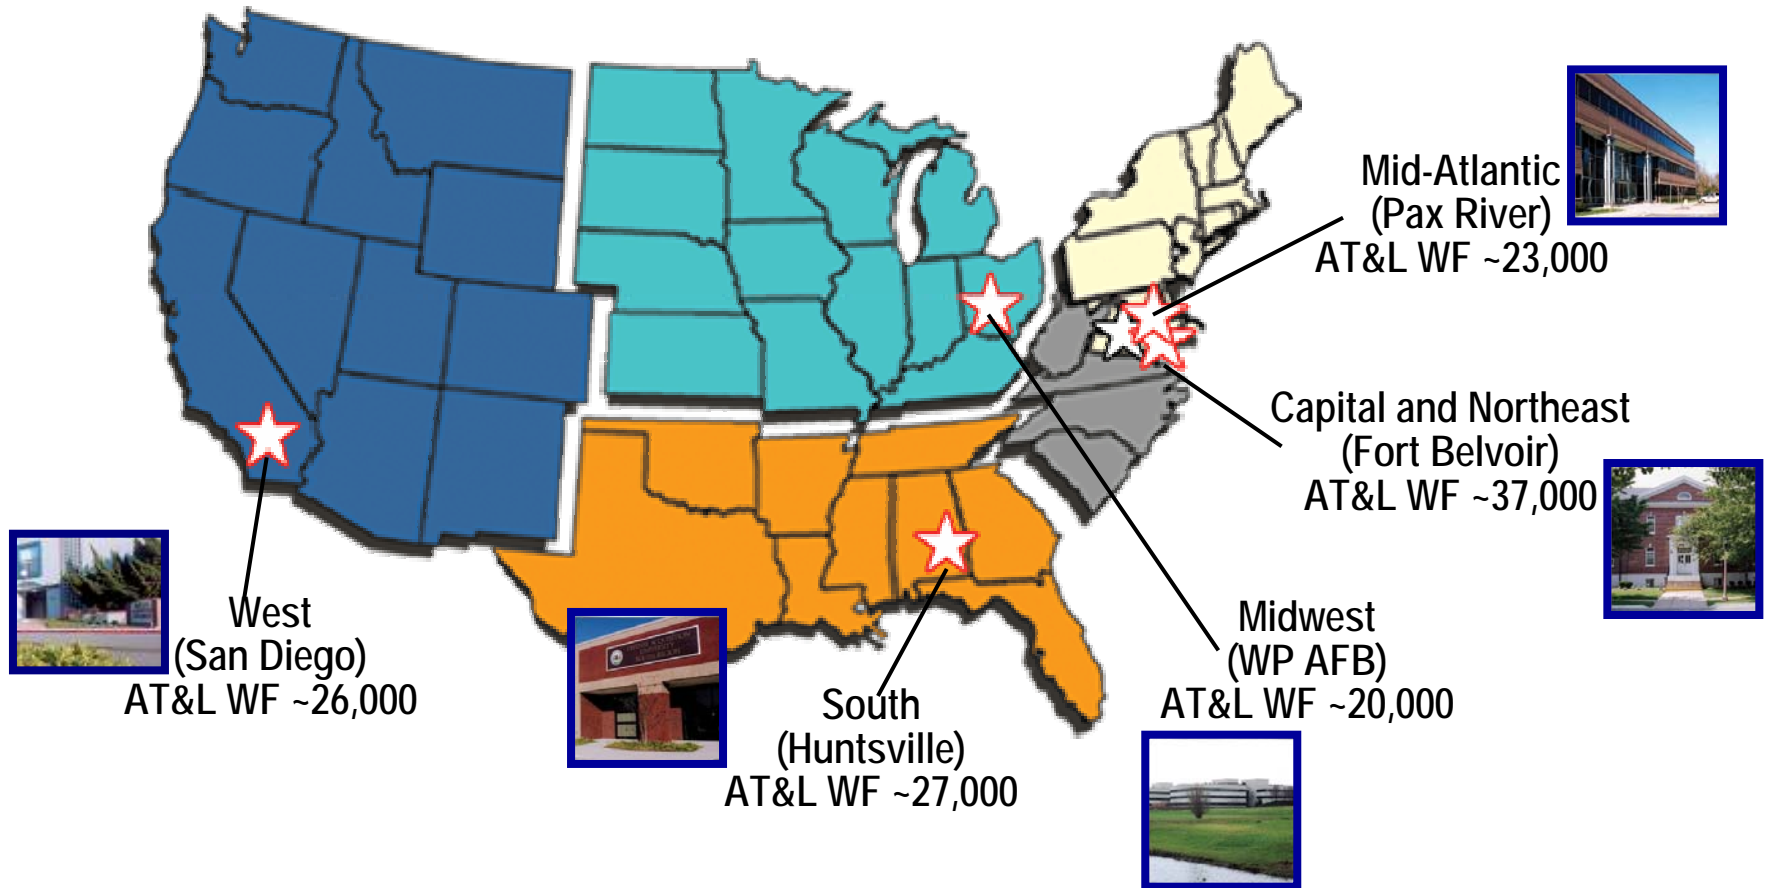 Mid-Atlantic
(Pax River)
AT&L WF ~23,000
Capital and Northeast
(Fort Belvoir)
AT&L WF ~37,000
West
(San Diego)
AT&L WF ~26,000
South
(Huntsville)
AT&L WF ~27,000
Midwest
(WP AFB)
AT&L WF ~20,000